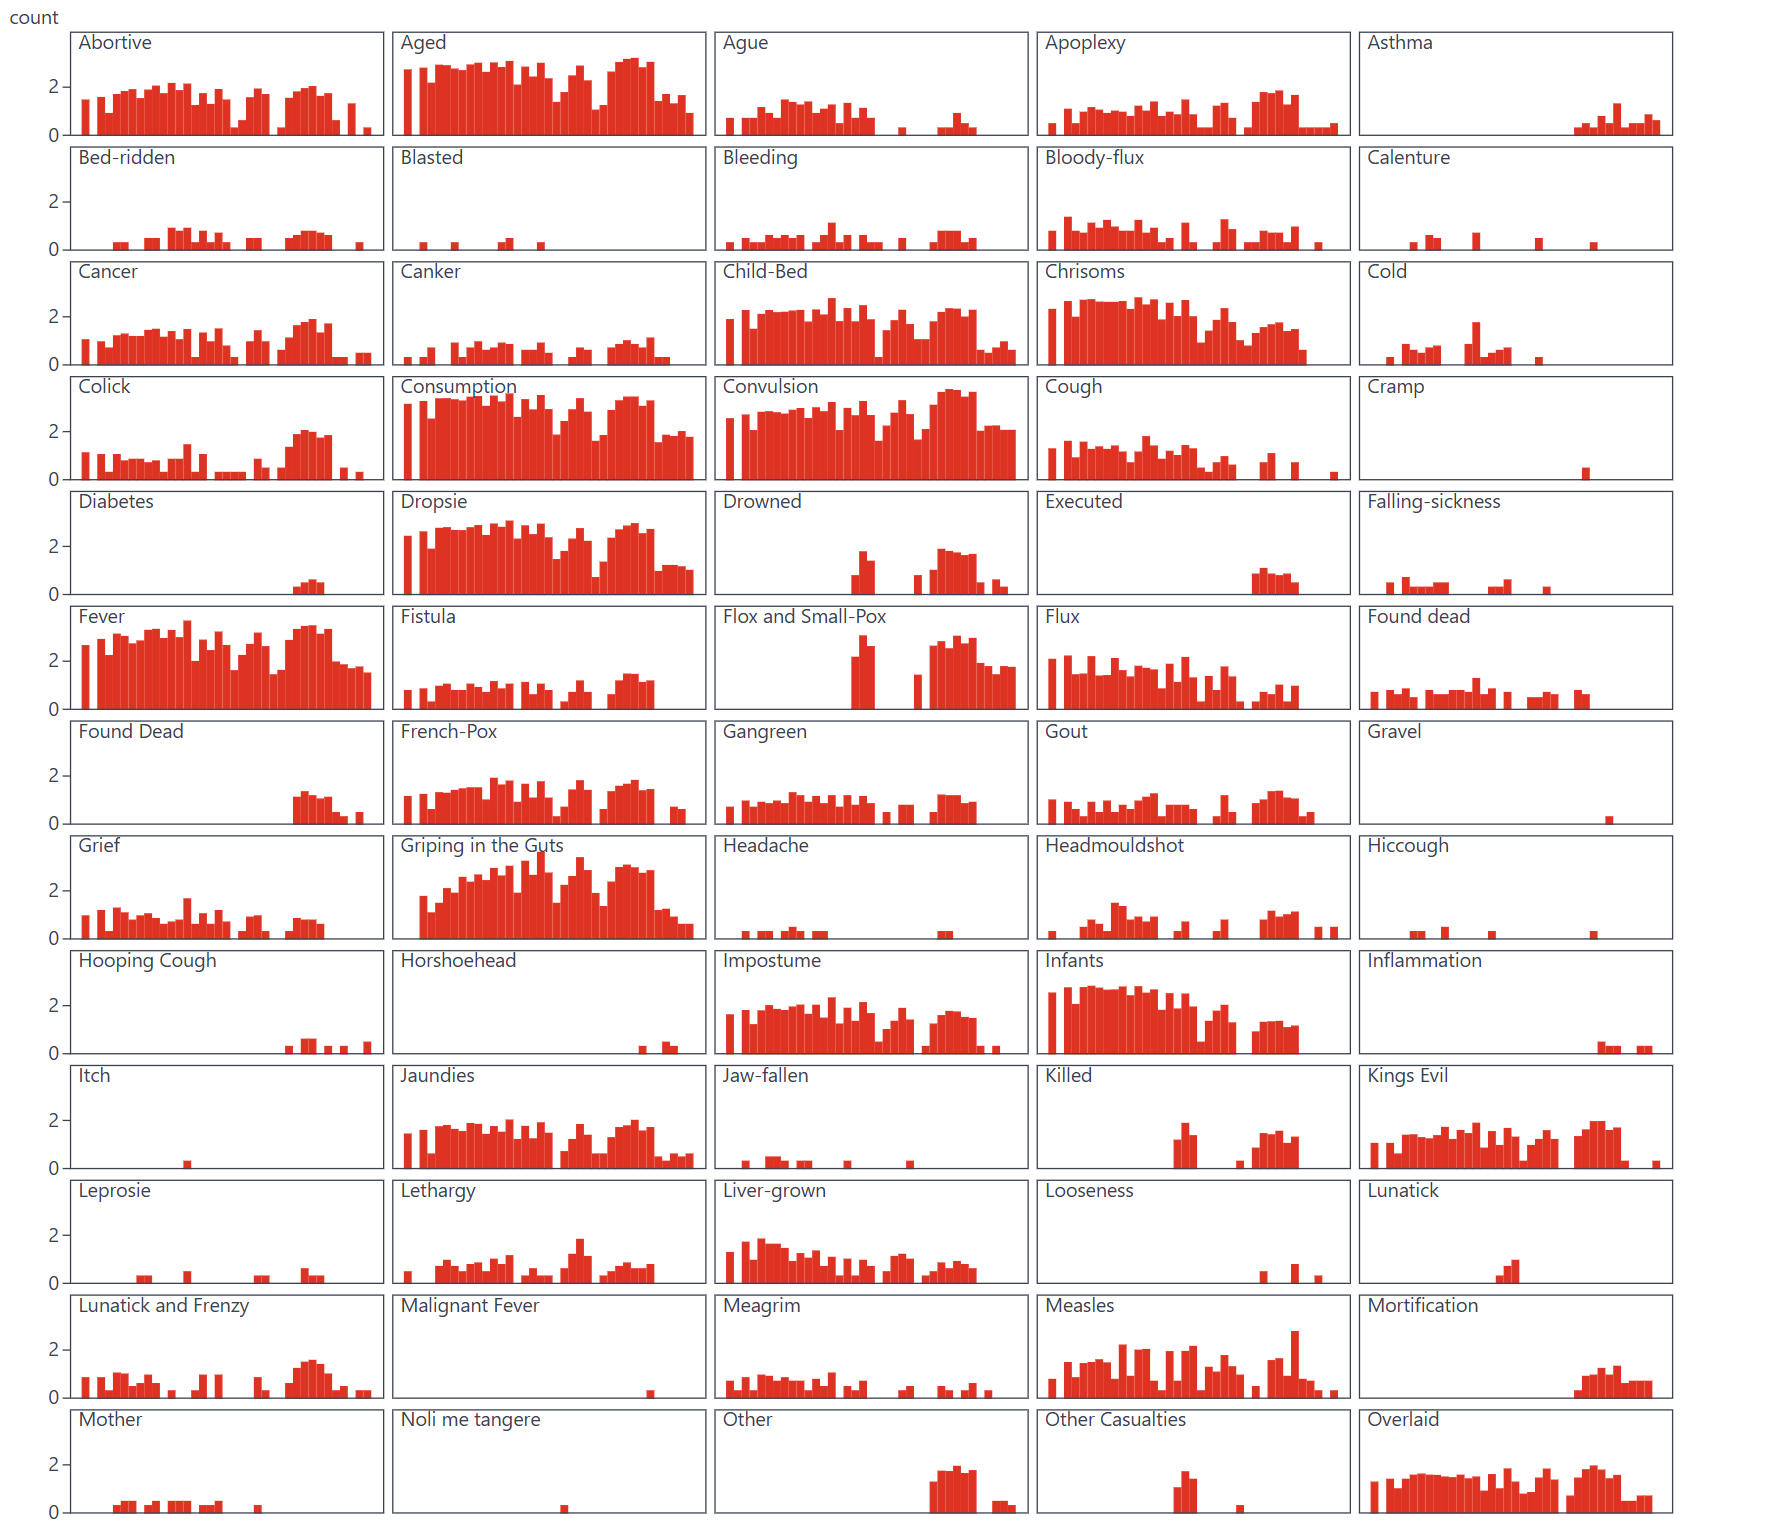 count
Abortive Aged Ague Apoplexy Asthma
2
0
Bed-ridden Blasted Bleeding Bloody-flux Calenture
2
0
Cancer Canker Child-Bed Chrisoms Cold
2
0
Colick Consumption Convulsion Cough Cramp
2
0
Diabetes Dropsie Drowned Executed Falling-sickness
2
0
Fever Fistula Flox and Small-Pox Flux Found dead
2
0
Found Dead French-Pox Gangreen Gout Gravel
2
0
Grief Griping in the Guts Headache Headmouldshot Hiccough
2
0
Hooping Cough Horshoehead Impostume Infants Inflammation
2
0
Itch Jaundies Jaw-fallen Killed Kings Evil
2
0
Leprosie Lethargy Liver-grown Looseness Lunatick
2
0
Lunatick and Frenzy Malignant Fever Meagrim Measles Mortification
2
0
Mother Noli me tangere Other Other Casualties Overlaid
2
0